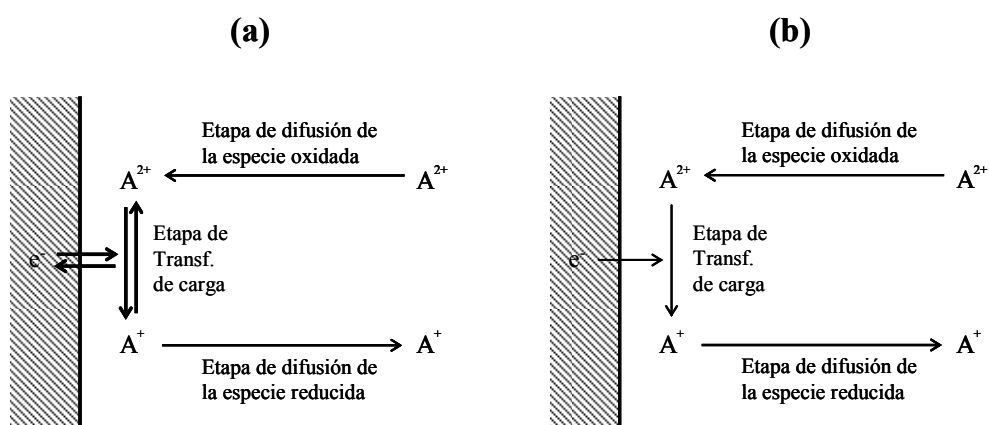 (a)
Etapa de difusión de
la especie oxidada
A²⁺
A²⁺
Etapa de
Transf.
de carga
e⁻
A⁺
A⁺
Etapa de difusión de
la especie reducida
(b)
Etapa de difusión de
la especie oxidada
A²⁺
A²⁺
Etapa de
Transf.
de carga
e⁻
A⁺
A⁺
Etapa de difusión de
la especie reducida